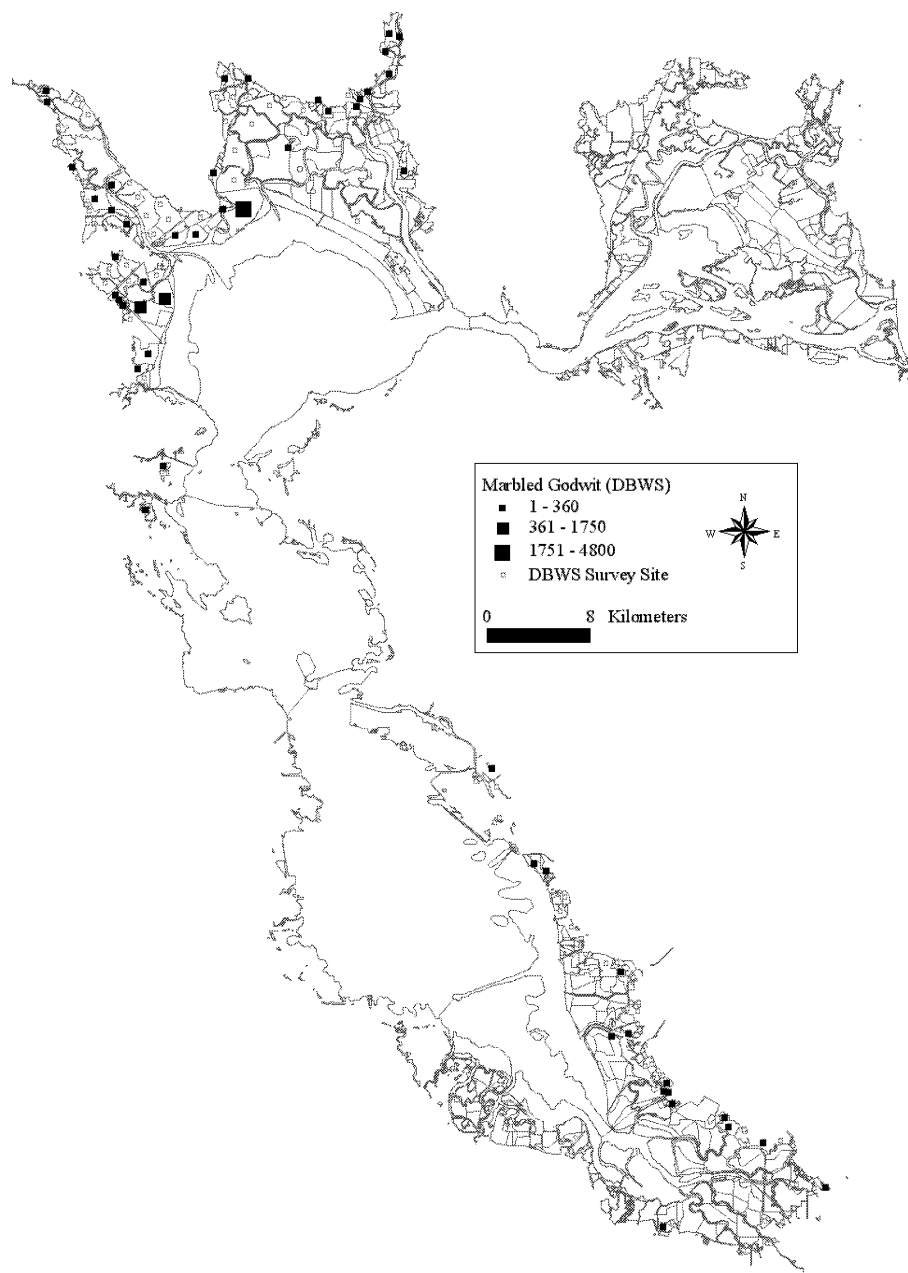 Marbled Godwit (DBWS)
1 - 360
361 - 1750
1751 - 4800
DBWS Survey Site
N
W E
S
0 8 Kilometers